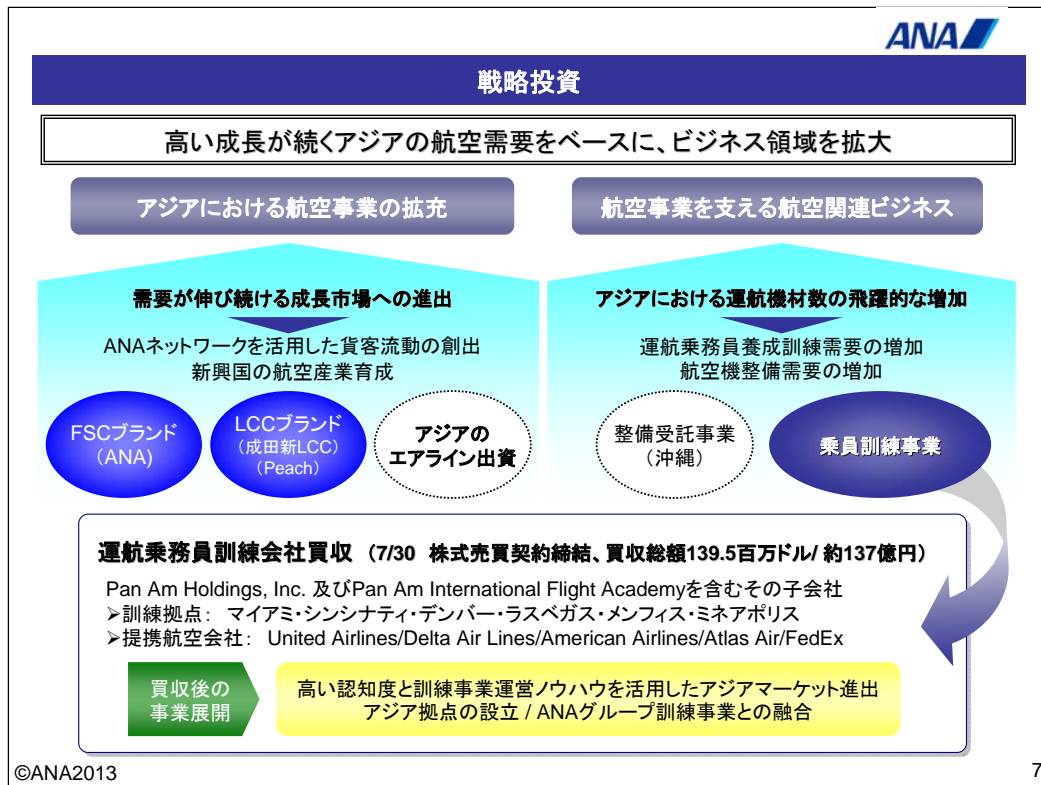 ANA
戦略投資
高い成長が続くアジアの航空需要をベースに、ビジネス領域を拡大
アジアにおける航空事業の拡充
需要が伸び続ける成長市場への進出
ANAネットワークを活用した貨客流動の創出
新興国の航空産業育成
FSCブランド
（ANA)
LCCブランド
（成田新LCC）
（Peach）
アジアの
エアライン出資
航空事業を支える航空関連ビジネス
アジアにおける運航機材数の飛躍的な増加
運航乗務員養成訓練需要の増加
航空機整備需要の増加
整備受託事業
（沖縄）
乗員訓練事業
運航乗務員訓練会社買収 （7/30 株式売買契約締結、買収総額139.5百万ドル/ 約137億円）
Pan Am Holdings, Inc. 及びPan Am International Flight Academyを含むその子会社
➢訓練拠点： マイアミ・シンシナティ・デンバー・ラスベガス・メンフィス・ミネアポリス
➢提携航空会社： United Airlines/Delta Air Lines/American Airlines/Atlas Air/FedEx
買収後の
事業展開
高い認知度と訓練事業運営ノウハウを活用したアジアマーケット進出
アジア拠点の設立 / ANAグループ訓練事業との融合
©ANA2013
7